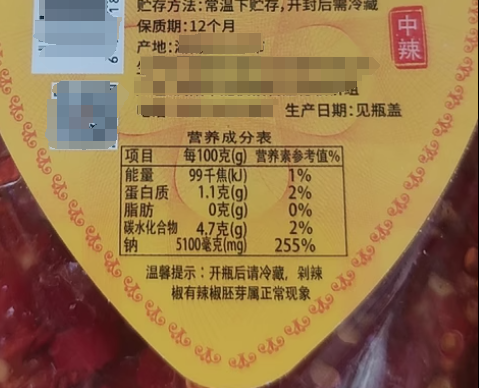 贮存方法:常温下贮存,开封后需冷藏
保质期:12个月
产地:
中辣
生产日期:见瓶盖
营养成分表
项目 每100克(g) 营养素参考值%
能量 99千焦(kJ) 1%
蛋白质 1.1克(g) 2%
脂肪 0克(g) 0%
碳水化合物 4.7克(g) 2%
钠 5100毫克(mg) 255%
温馨提示:开瓶后请冷藏,剁辣
椒有辣椒胚芽属正常现象